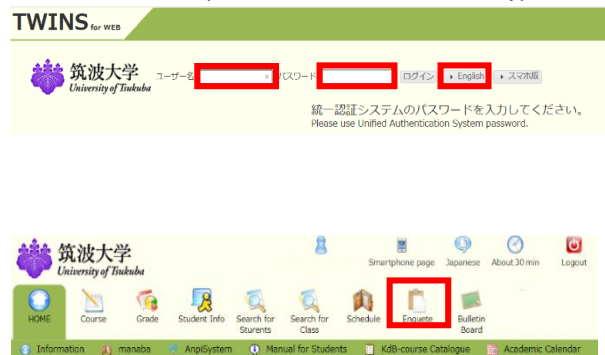 TWINS for WEB
筑波大学
University of Tsukuba
ユーザー名 × パスワード ログイン English スマホ版
統一認証システムのパスワードを入力してください。
Please use Unified Authentication System password.
筑波大学
University of Tsukuba
Smartphone page Japanese About 30 min Logout
HOME Course Grade Student Info Search for Sturents Search for Class Schedule Enquete Bulletin Board
Information manaba AnpiSystem Manual for Students KdB-course Catalogue Academic Calendar